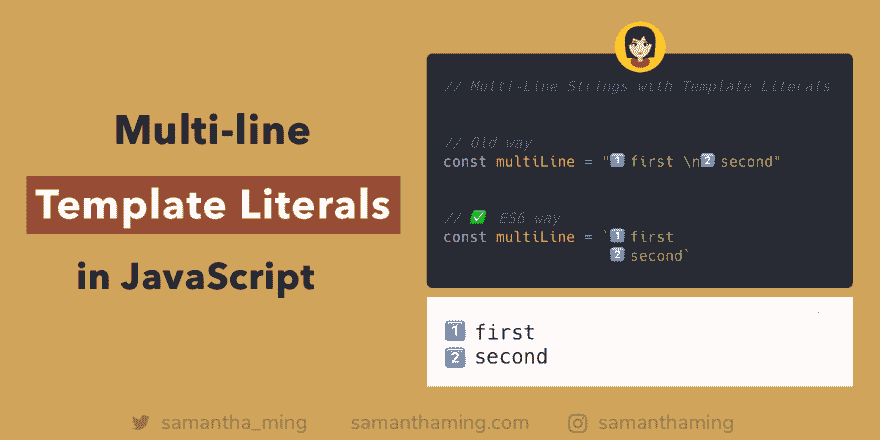 Multi-line
Template Literals
in JavaScript
// Multi-Line Strings with Template Literals
// Old way
const multiLine = "1️⃣ first \n2️⃣ second"
// ✅ ES6 way
const multiLine = `1️⃣ first
2️⃣ second`
1️⃣ first
2️⃣ second
samantha_ming samanthaming.com samanthaming